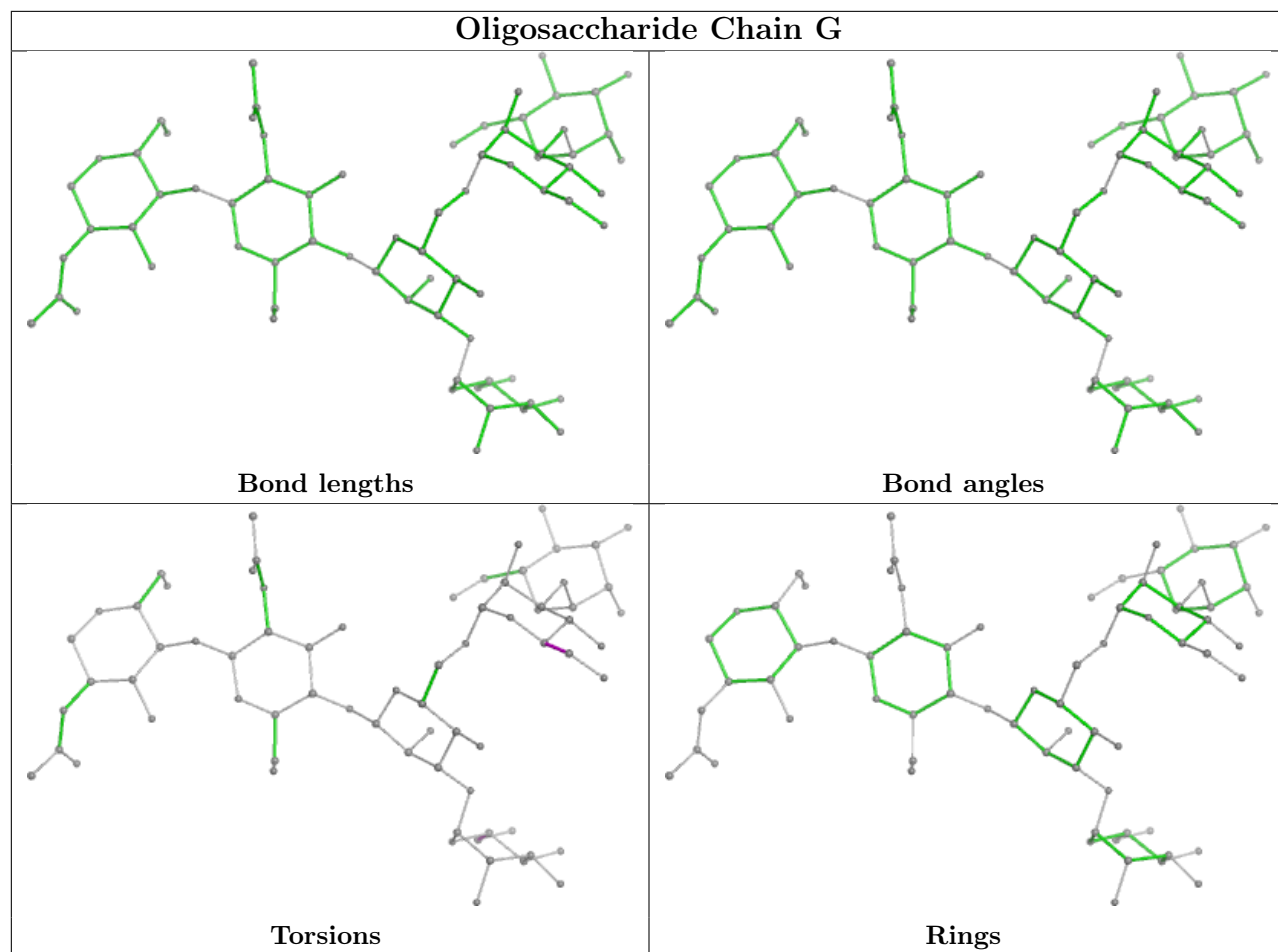 Oligosaccharide Chain G
Bond lengths
Bond angles
Torsions
Rings